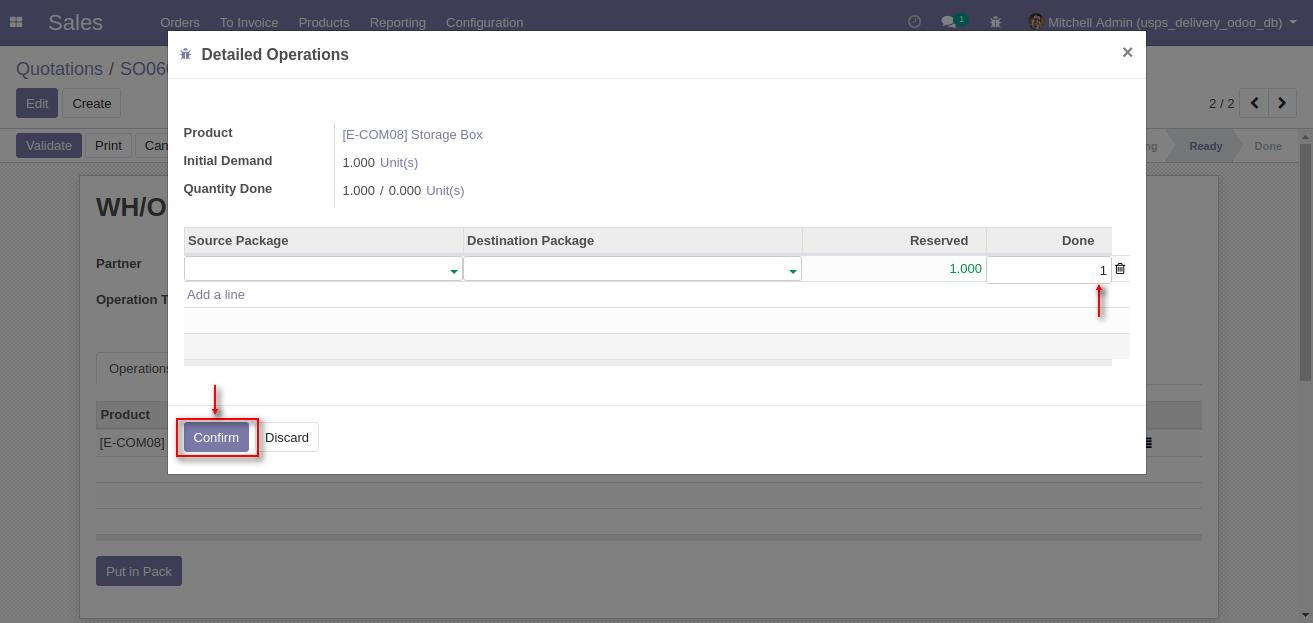 Sales Orders To Invoice Products Reporting Configuration 1 Mitchell Admin (usps_delivery_odoo_db)
Quotations / SO06
Edit Create 2 / 2
Validate Print Can ng Ready Done
WH/O
Partner
Operation T
Operations
Product
[E-COM08]
Put in Pack
Detailed Operations ×
Product [E-COM08] Storage Box
Initial Demand 1.000 Unit(s)
Quantity Done 1.000 / 0.000 Unit(s)
Source Package Destination Package Reserved Done
1.000 1
Add a line
Confirm Discard